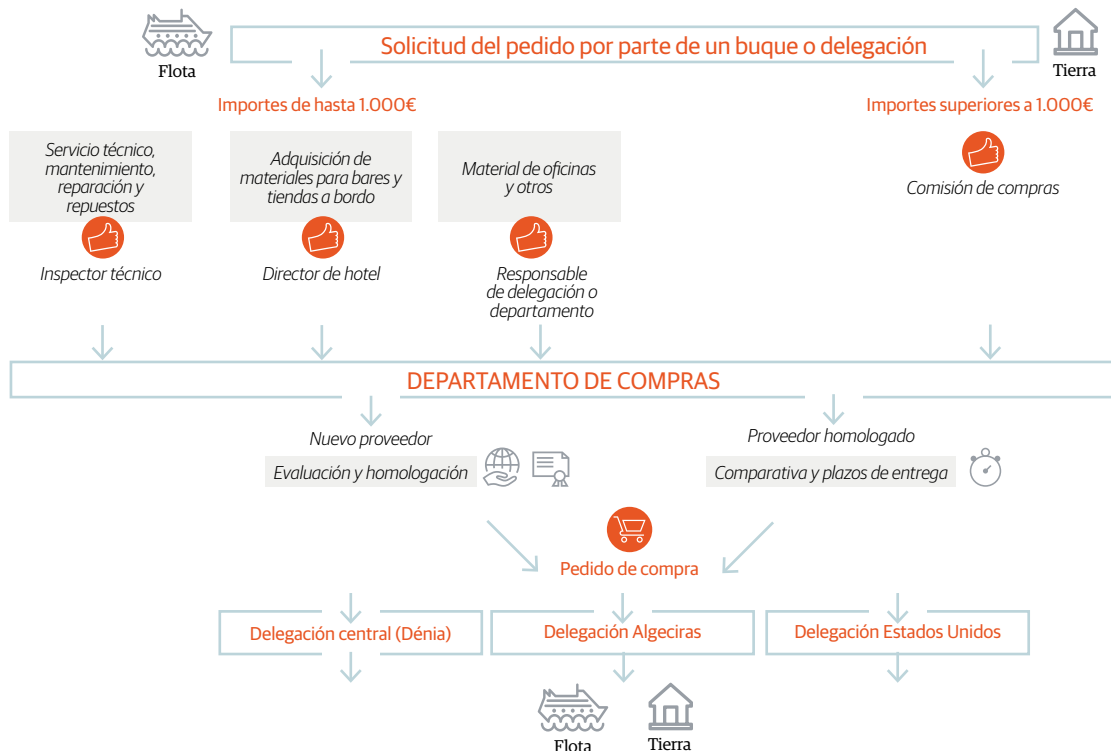 Solicitud del pedido por parte de un buque o delegación
Flota
Tierra
Importes de hasta 1.000€
Importes superiores a 1.000€
Servicio técnico,
mantenimiento,
reparación y
repuestos
Adquisición de
materiales para bares y
tiendas a bordo
Material de oficinas
y otros
Comisión de compras
Inspector técnico
Director de hotel
Responsable
de delegación o
departamento
DEPARTAMENTO DE COMPRAS
Nuevo proveedor
Evaluación y homologación
Proveedor homologado
Comparativa y plazos de entrega
Pedido de compra
Delegación central (Dénia)
Delegación Algeciras
Delegación Estados Unidos
Flota
Tierra